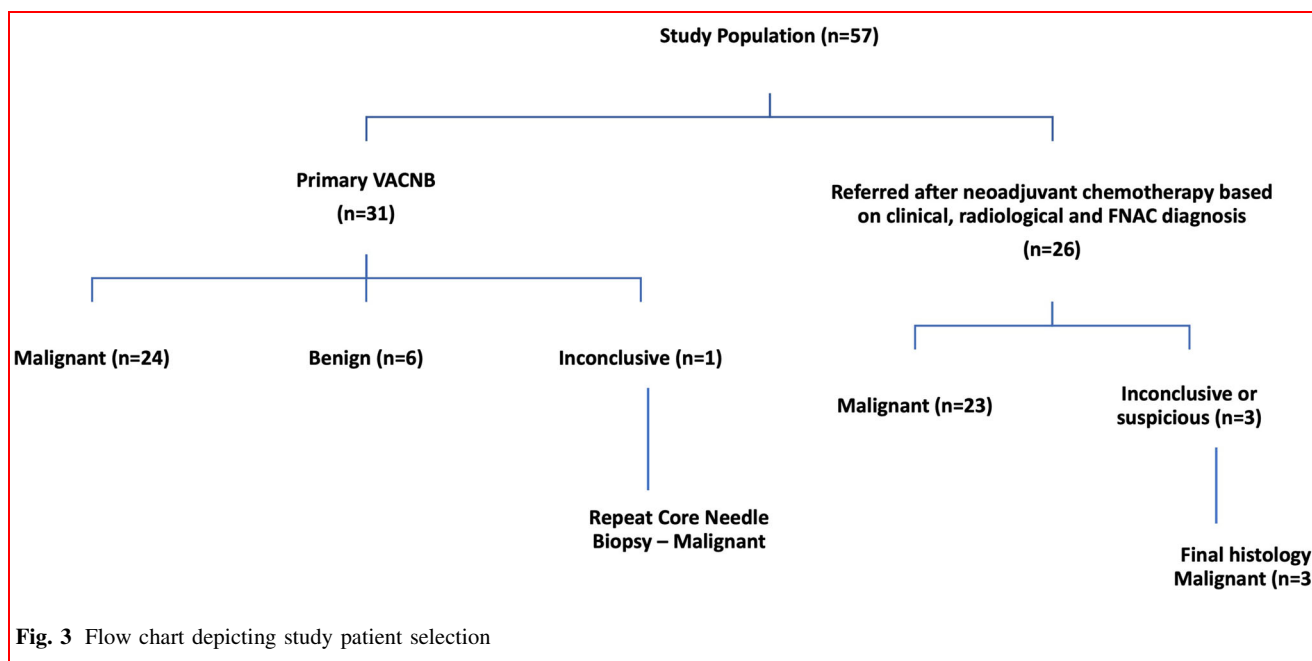 Study Population (n=57)
Primary VACNB
(n=31)
Referred after neoadjuvant chemotherapy based
on clinical, radiological and FNAC diagnosis
(n=26)
Malignant (n=24)
Benign (n=6)
Inconclusive (n=1)
Malignant (n=23)
Inconclusive or
suspicious (n=3)
Repeat Core Needle
Biopsy – Malignant
Final histology
Malignant (n=3
Fig. 3 Flow chart depicting study patient selection